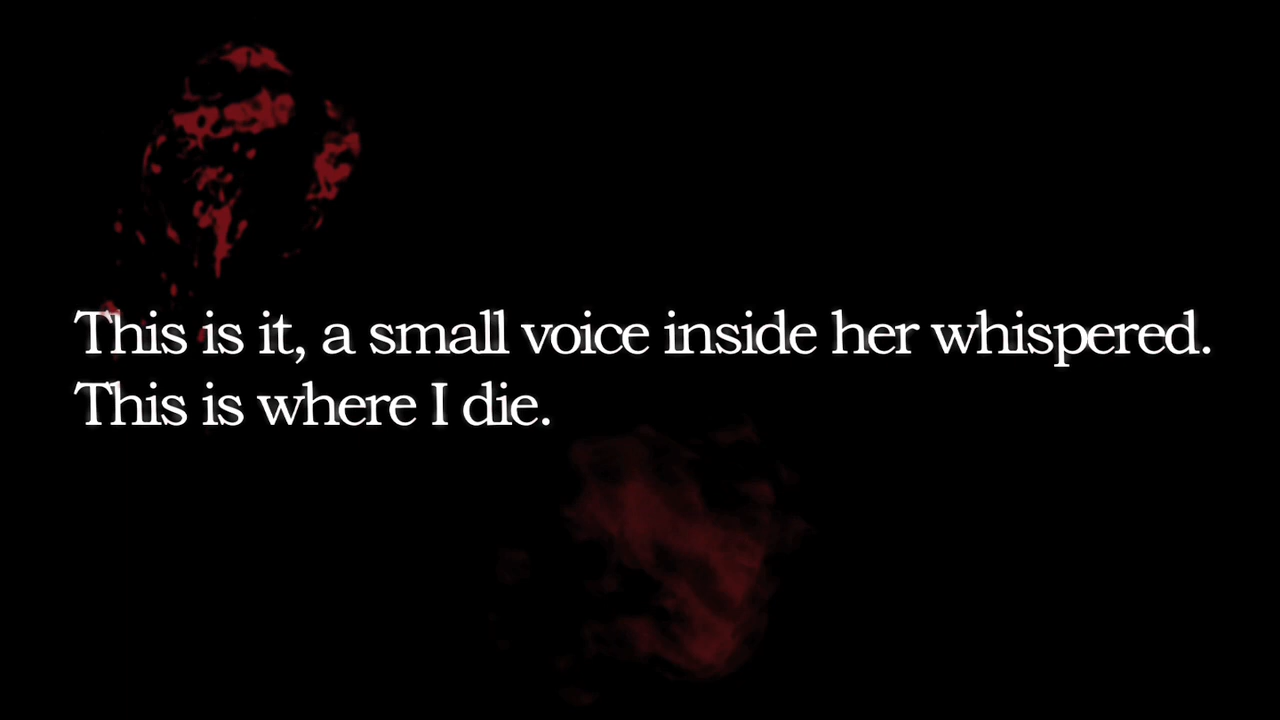 This is it, a small voice inside her whispered.
This is where I die.